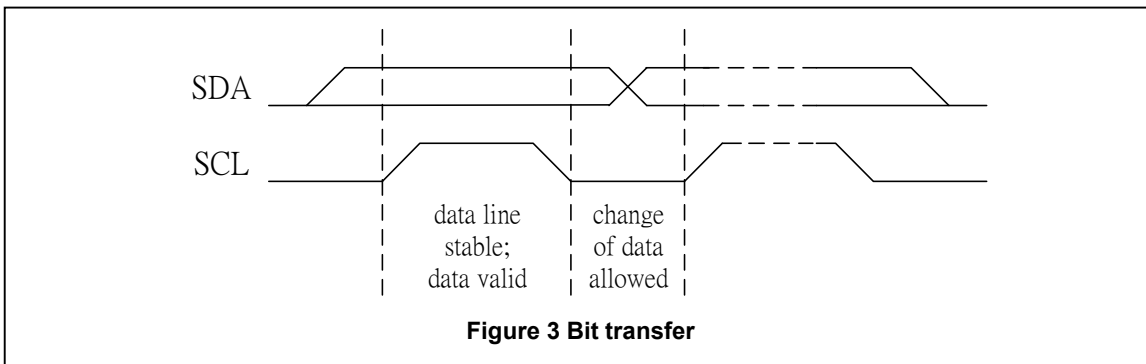 SDA
SCL
data line
stable;
data valid
change
of data
allowed
Figure 3 Bit transfer